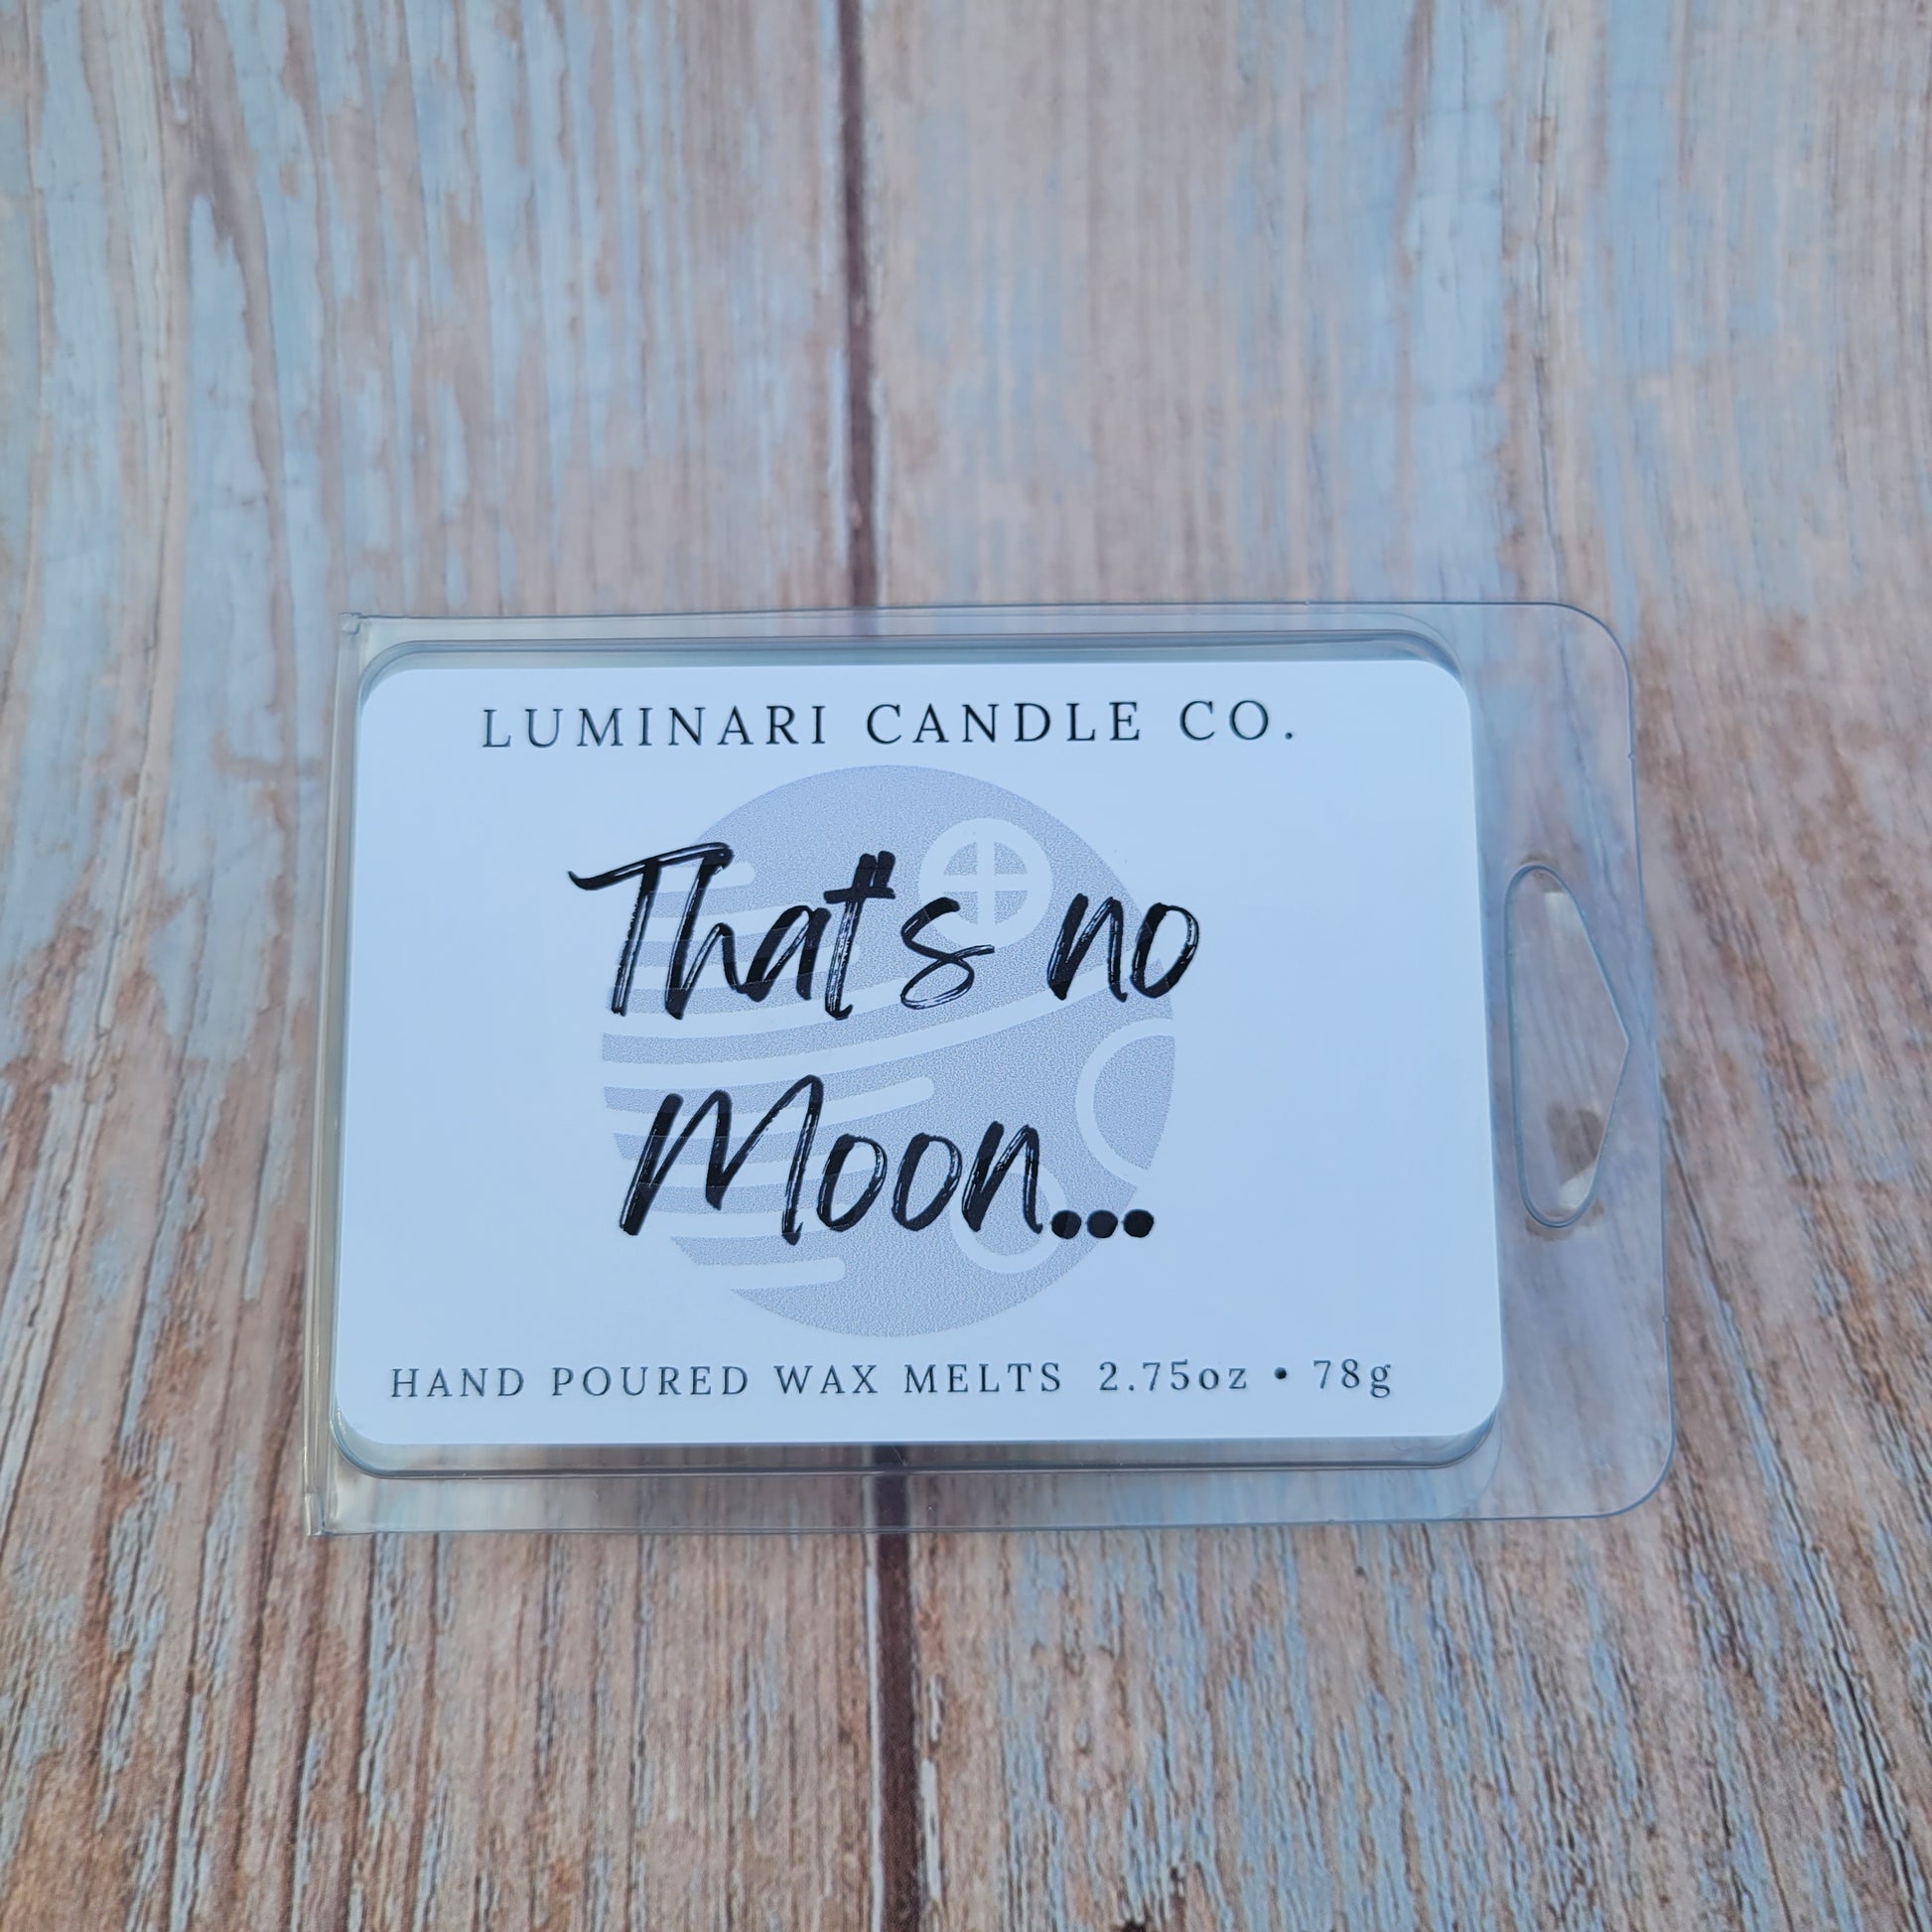 LUMINARI CANDLE CO.
That's no
Moon...
HAND POURED WAX MELTS 2.75oz • 78g